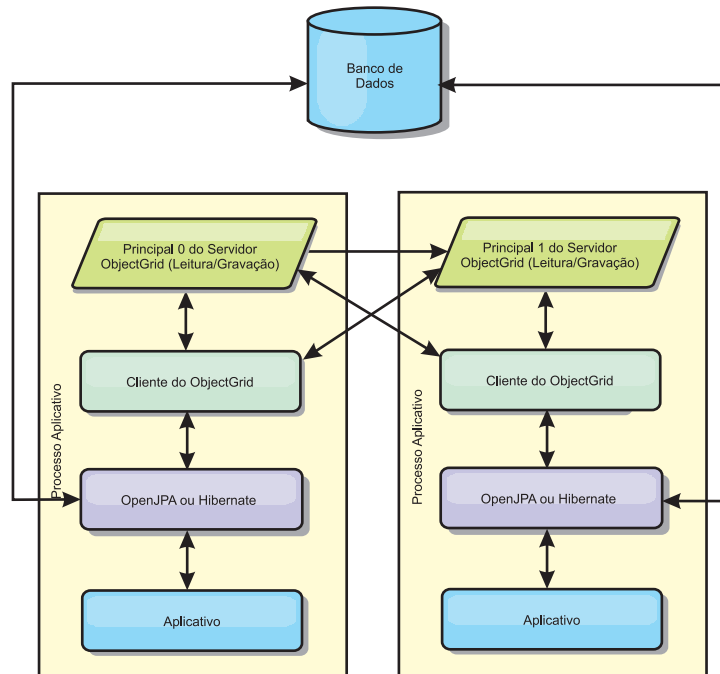 Banco de
Dados
Principal 0 do Servidor
ObjectGrid (Leitura/Gravação)
Principal 1 do Servidor
ObjectGrid (Leitura/Gravação)
Cliente do ObjectGrid
Cliente do ObjectGrid
Processo Aplicativo
Processo Aplicativo
OpenJPA ou Hibernate
OpenJPA ou Hibernate
Aplicativo
Aplicativo